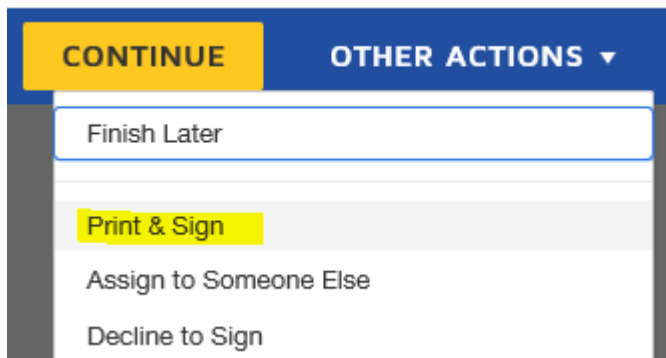 CONTINUE OTHER ACTIONS ▼
Finish Later
Print & Sign
Assign to Someone Else
Decline to Sign